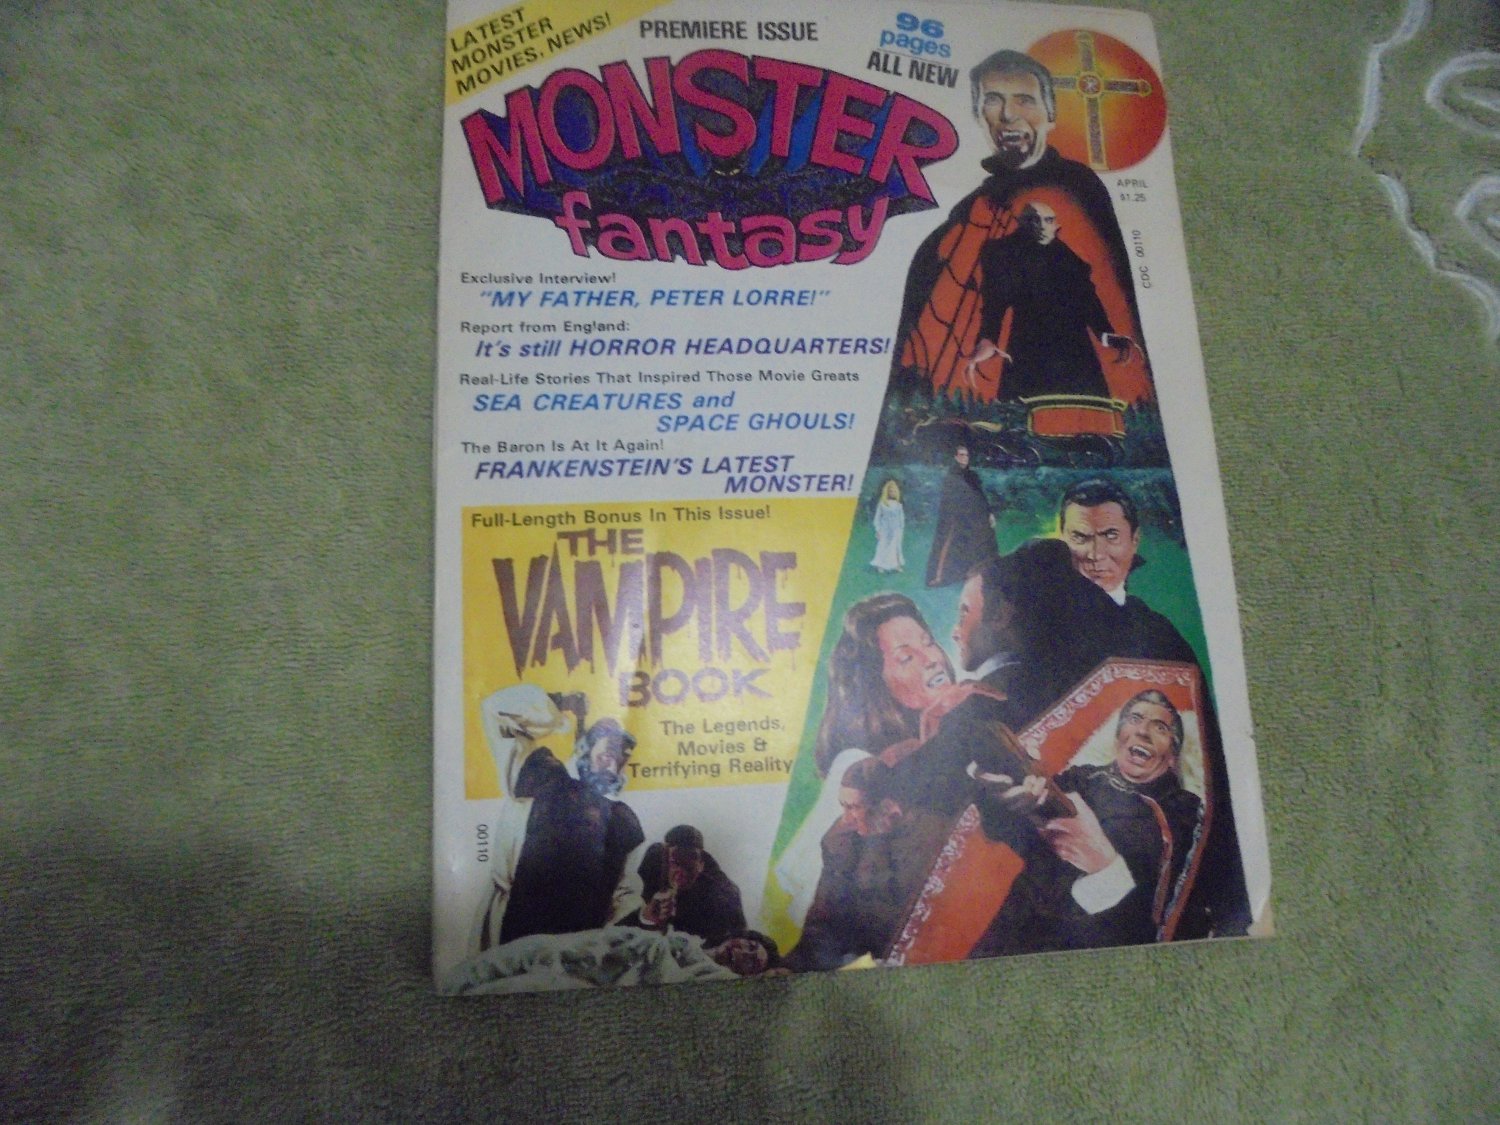 LATEST
MONSTER
MOVIES, NEWS!
PREMIERE ISSUE
96
pages
ALL NEW
MONSTER
fantasy
APRIL
$1.25
CDC 00110
Exclusive Interview!
"MY FATHER, PETER LORRE!"
Report from England:
It's still HORROR HEADQUARTERS!
Real-Life Stories That Inspired Those Movie Greats
SEA CREATURES and
SPACE GHOULS!
The Baron Is At It Again!
FRANKENSTEIN'S LATEST
MONSTER!
Full-Length Bonus In This Issue!
THE
VAMPIRE
BOOK
The Legends,
Movies &
Terrifying Reality
00110